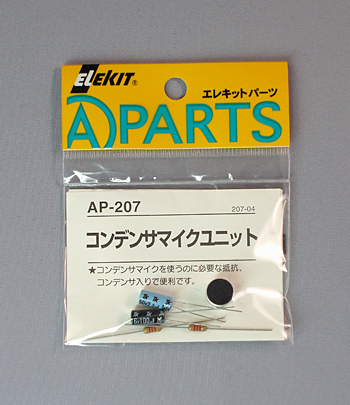 ELEKIT®
エレキットパーツ
APARTS
AP-207
207-04
コンデンサマイクユニット
★コンデンサマイクを使うのに必要な抵抗、
コンデンサ入りで便利です。